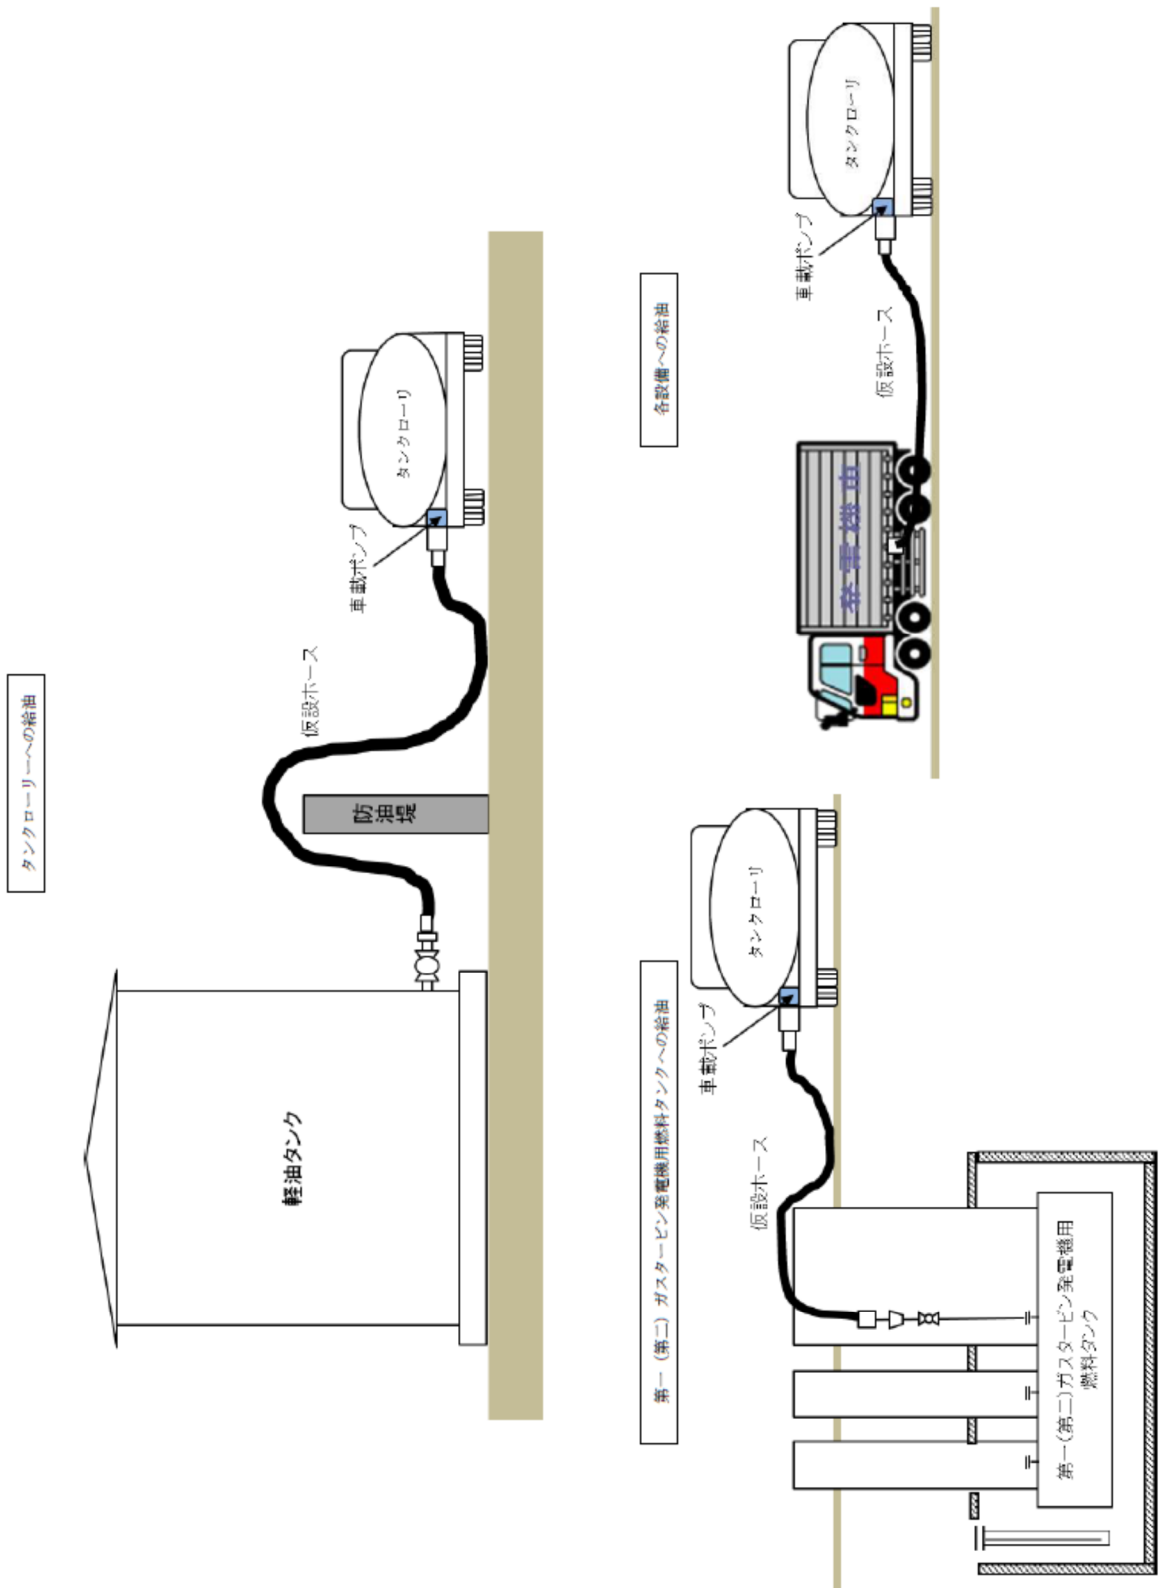 タンクローリーへの給油
軽油タンク
防油堤
仮設ホース
車載ポンプ
タンクローリ
第一（第二）ガスタービン発電機用燃料タンクへの給油
仮設ホース
車載ポンプ
タンクローリ
第一(第二)ガスタービン発電機用
燃料タンク
各設備への給油
発電機車
仮設ホース
車載ポンプ
タンクローリ